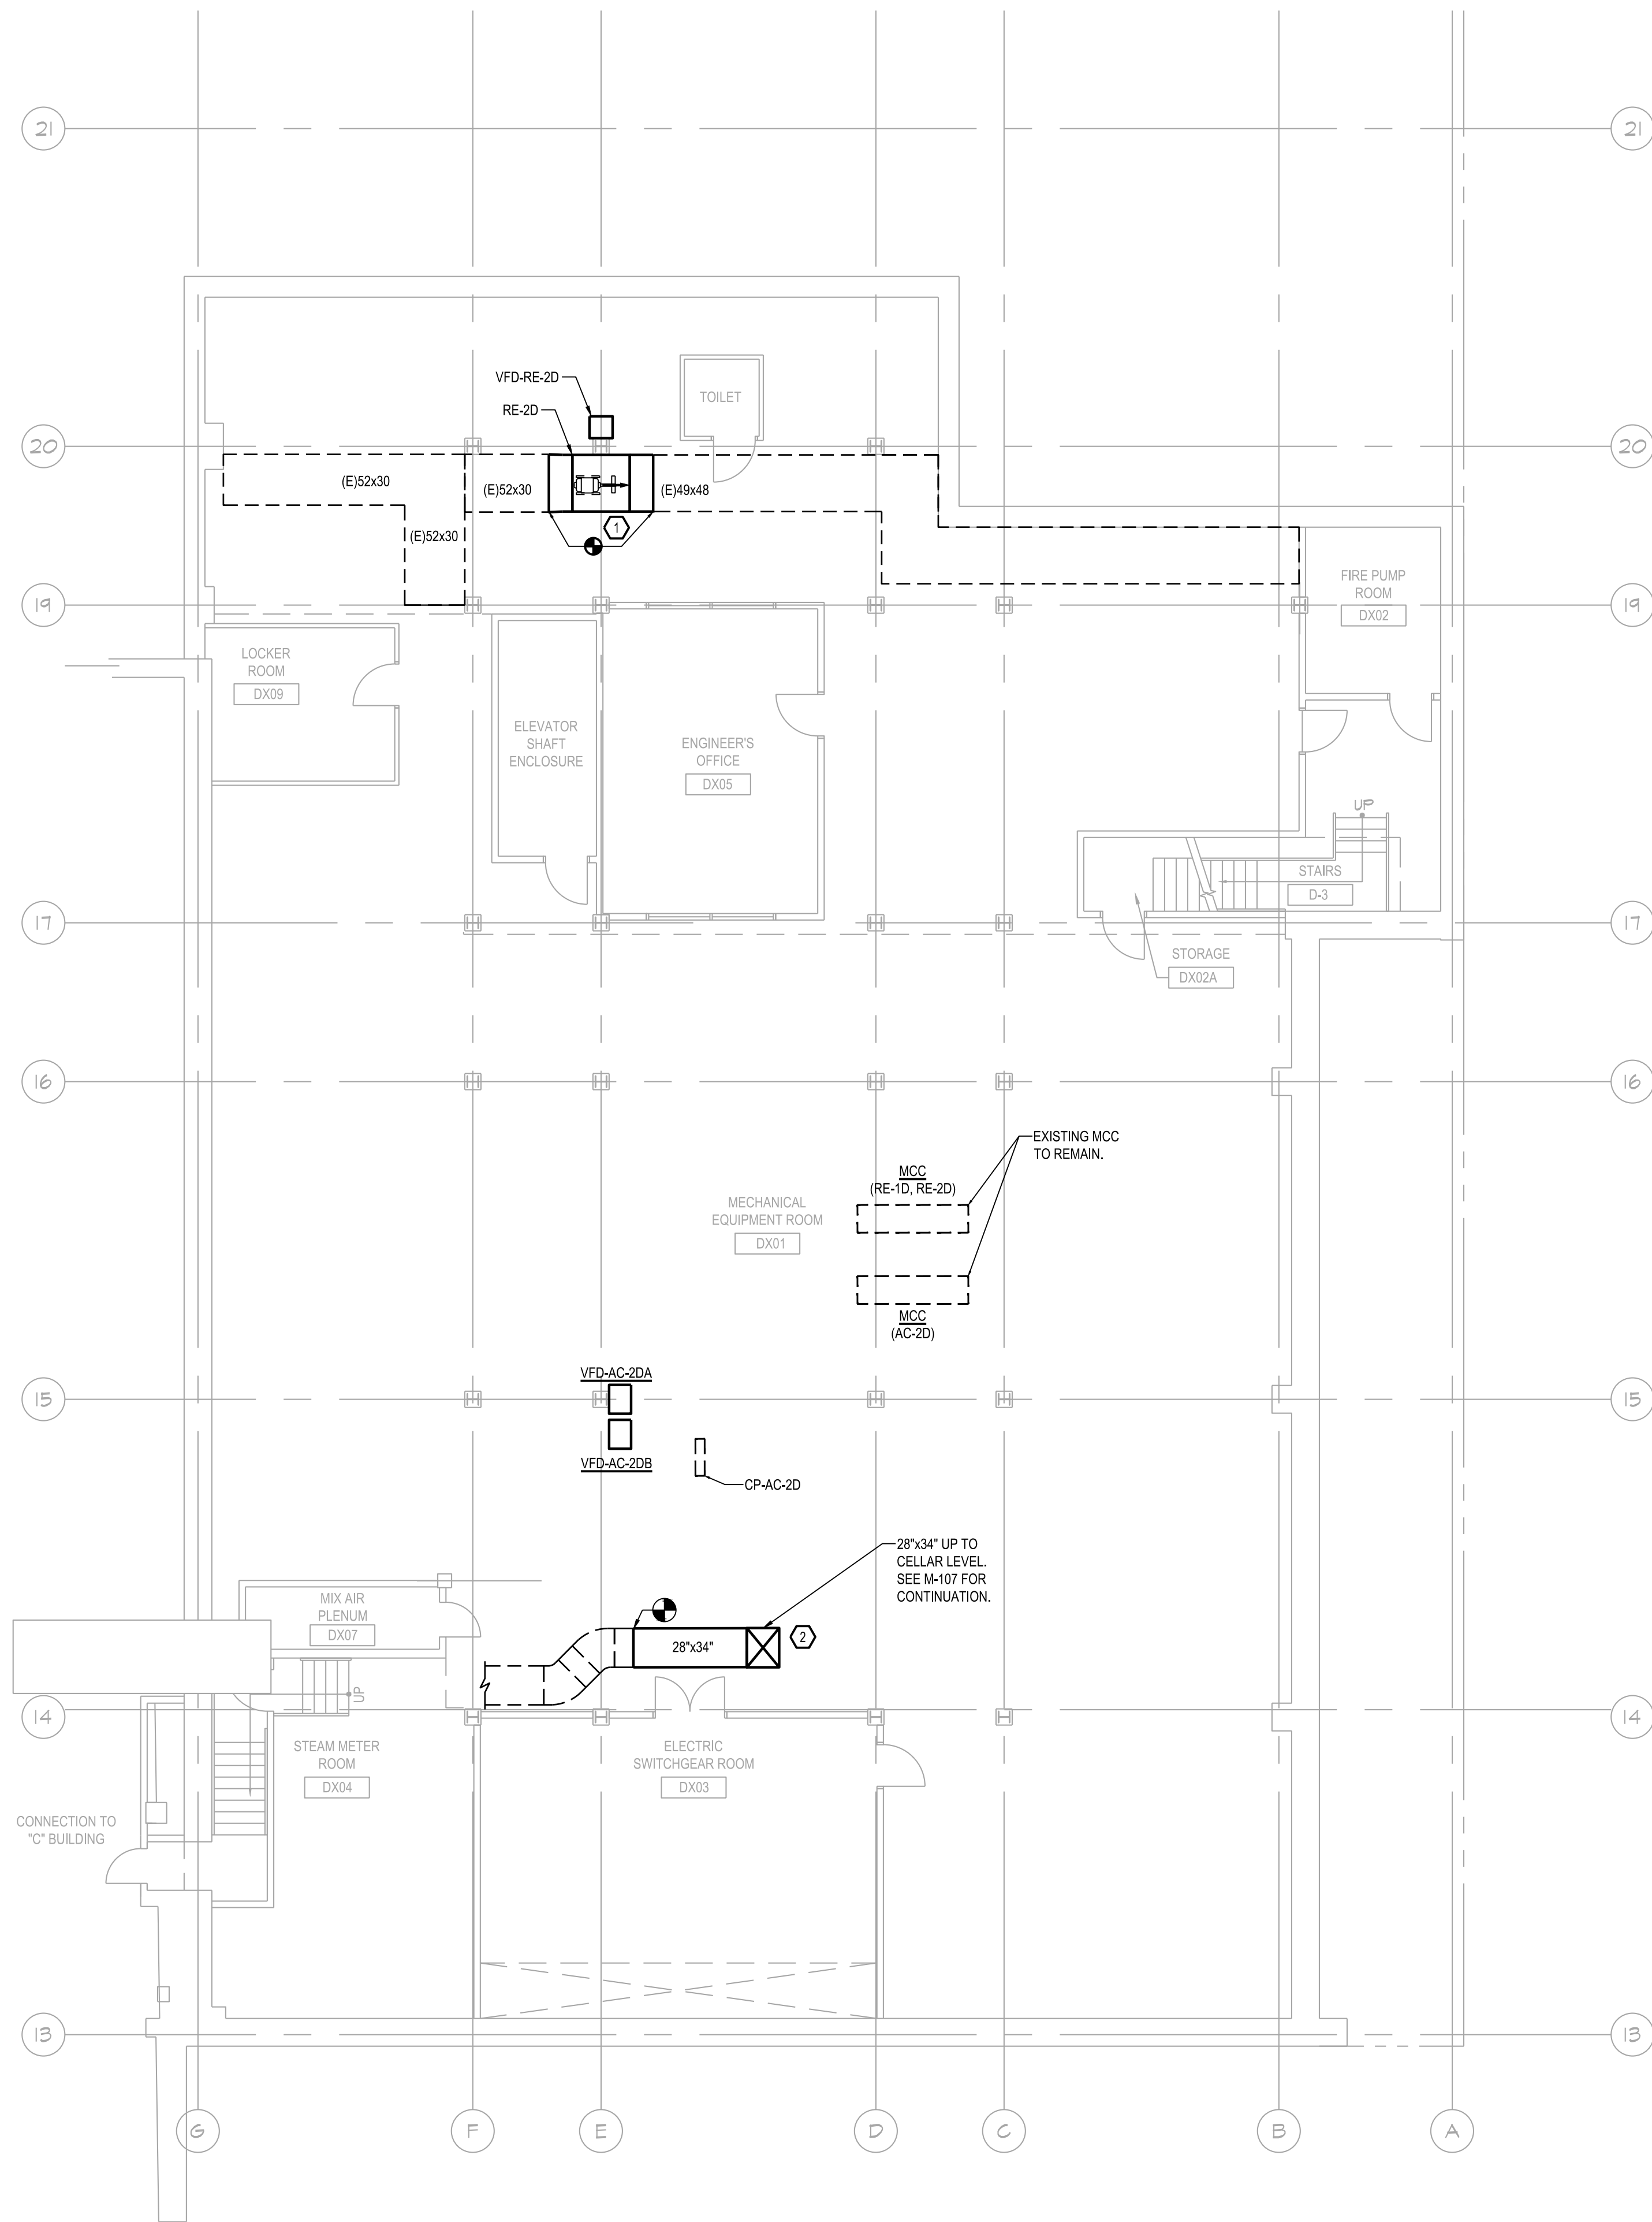 21
21
VFD-RE-2D
TOILET
RE-2D
20
20
(E)52x30
(E)52x30
(E)49x48
1
(E)52x30
FIRE PUMP
ROOM
DX02
19
19
LOCKER
ROOM
DX09
ELEVATOR
SHAFT
ENCLOSURE
ENGINEER'S
OFFICE
DX05
UP
STAIRS
D-3
17
17
STORAGE
DX02A
16
16
EXISTING MCC
TO REMAIN.
MCC
(RE-1D, RE-2D)
MECHANICAL
EQUIPMENT ROOM
DX01
MCC
(AC-2D)
VFD-AC-2DA
15
15
VFD-AC-2DB
CP-AC-2D
28"x34" UP TO
CELLAR LEVEL.
SEE M-107 FOR
CONTINUATION.
MIX AIR
PLENUM
DX07
28"x34"
2
UP
14
14
STEAM METER
ROOM
DX04
ELECTRIC
SWITCHGEAR ROOM
DX03
CONNECTION TO
"C" BUILDING
13
13
G
F
E
D
C
B
A